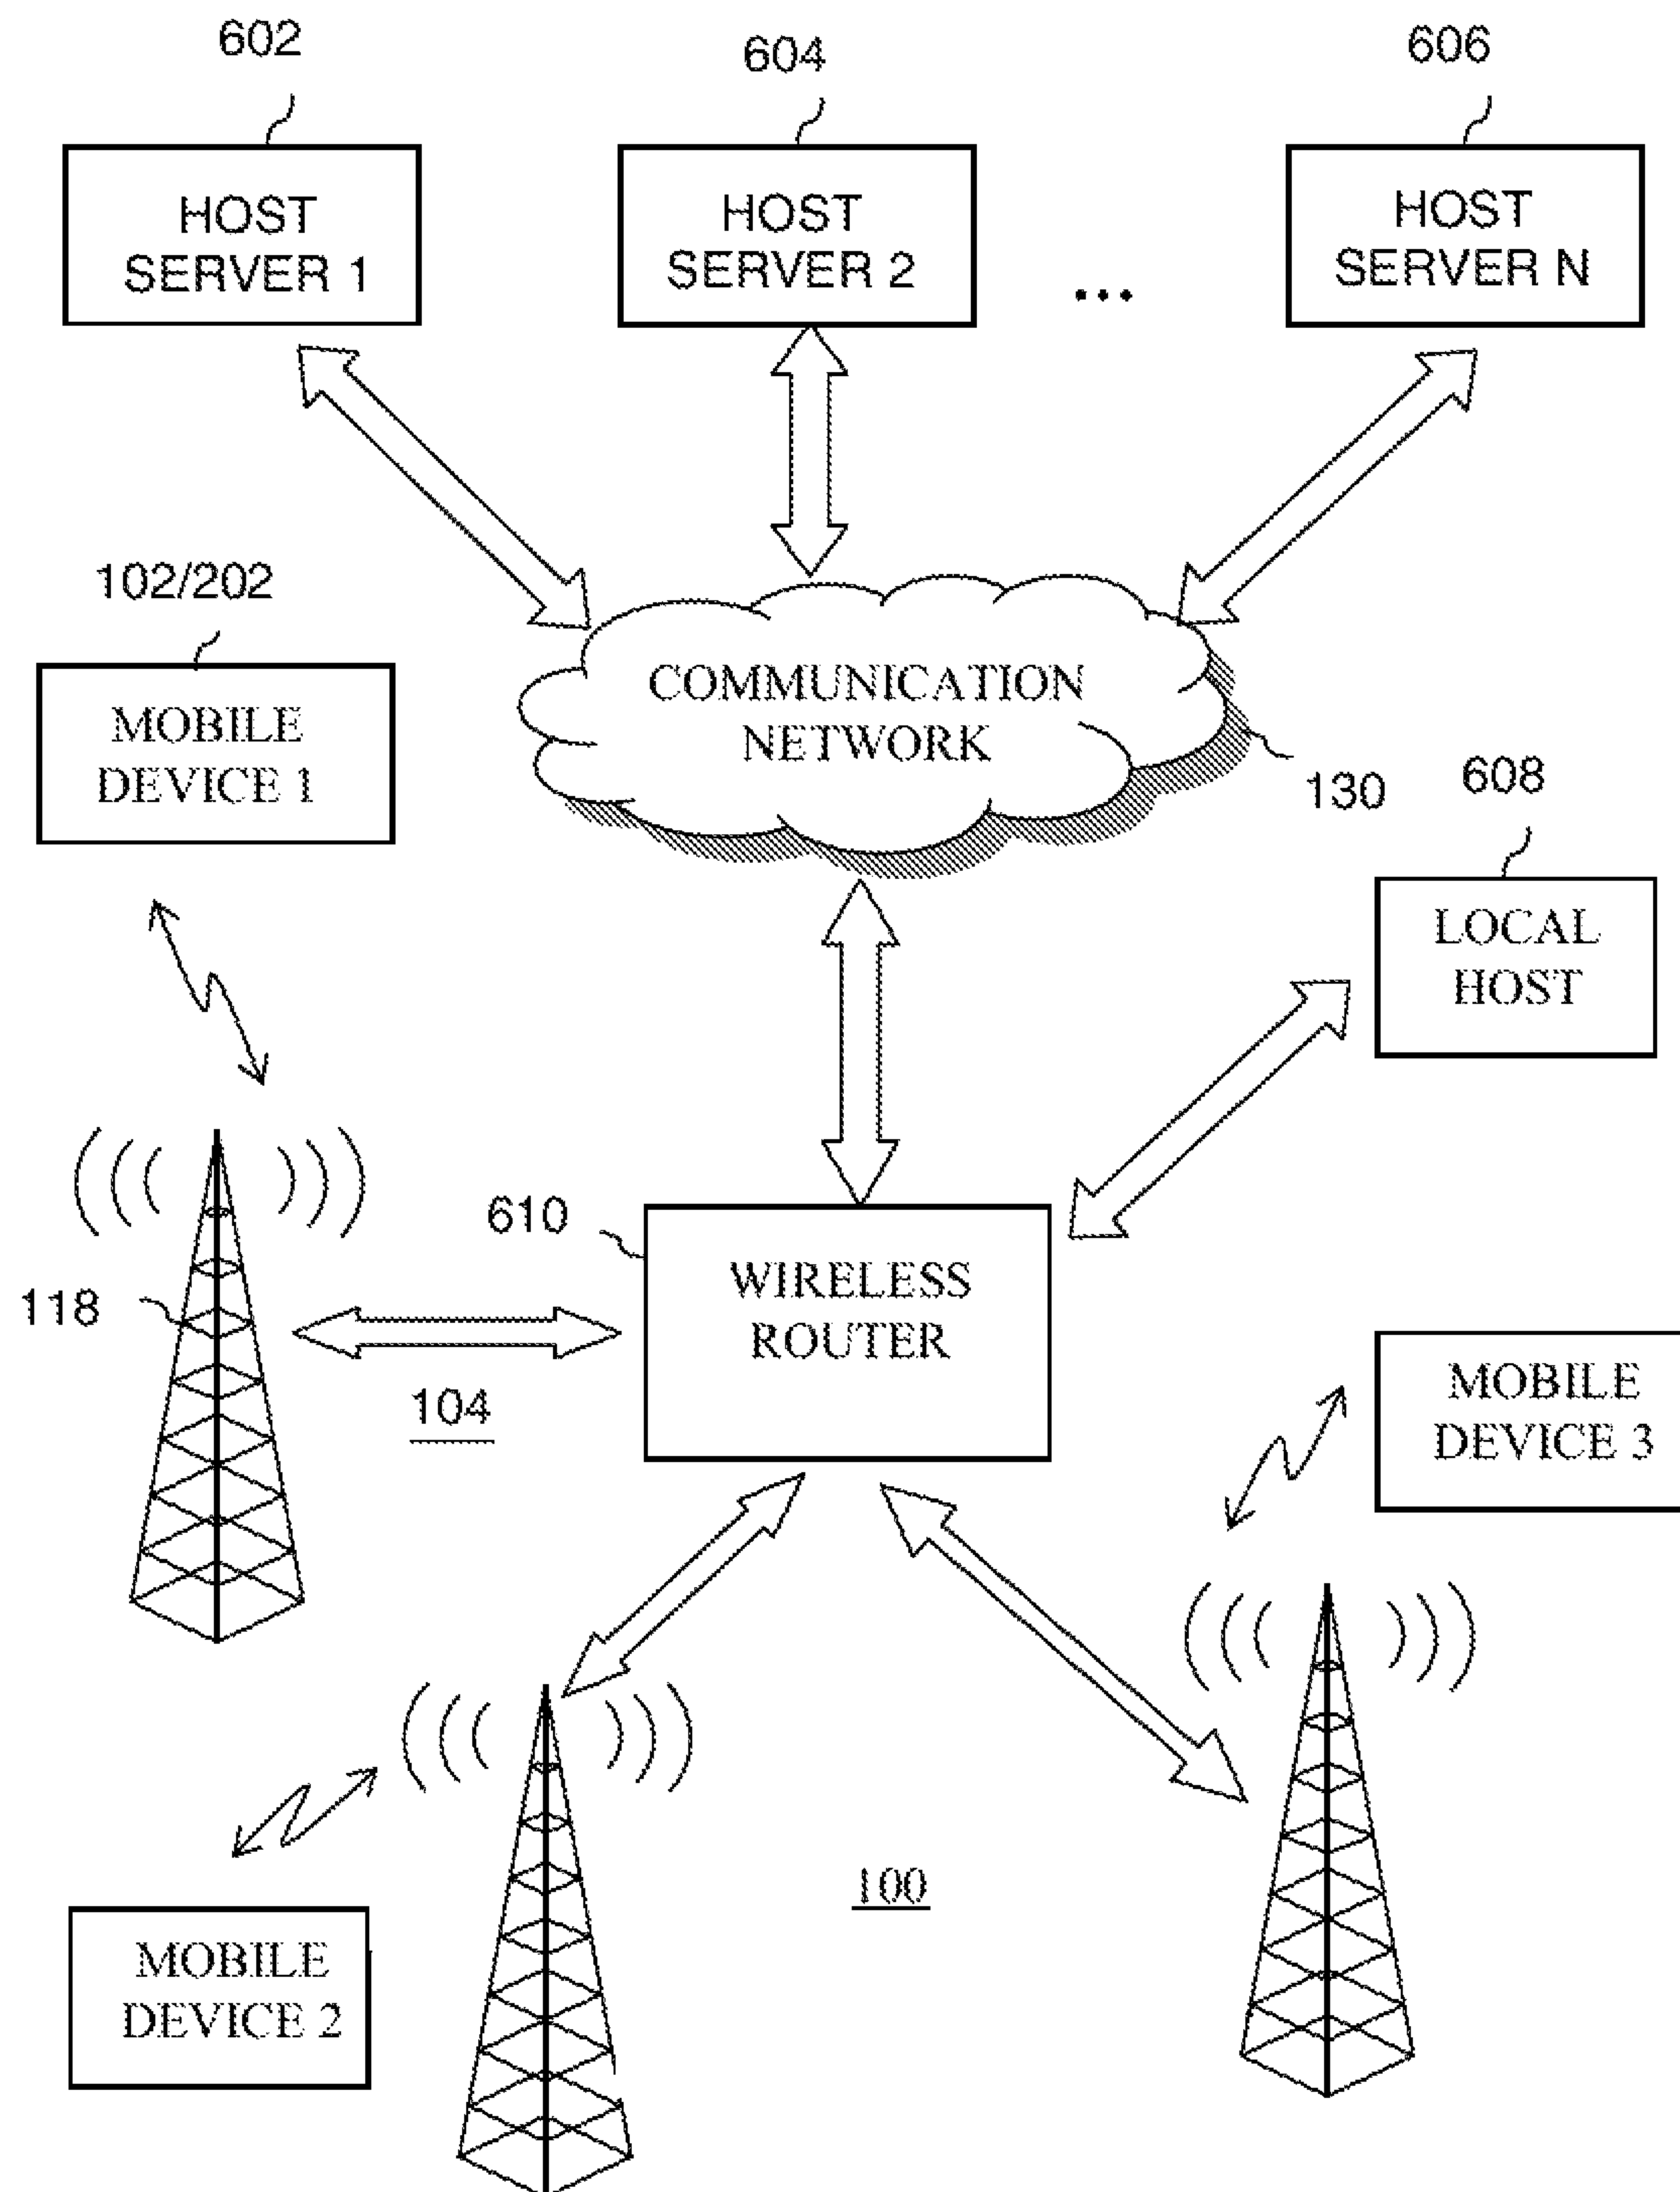 602
604
606
HOST
SERVER 1
HOST
SERVER 2
...
HOST
SERVER N
102/202
MOBILE
DEVICE 1
COMMUNICATION
NETWORK
130
608
LOCAL
HOST
610
WIRELESS
ROUTER
118
104
MOBILE
DEVICE 3
100
MOBILE
DEVICE 2